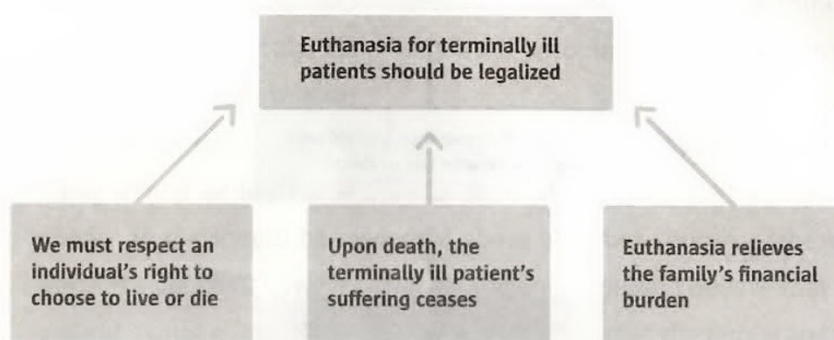 Euthanasia for terminally ill
patients should be legalized
We must respect an
individual's right to
choose to live or die
Upon death, the
terminally ill patient's
suffering ceases
Euthanasia relieves
the family's financial
burden